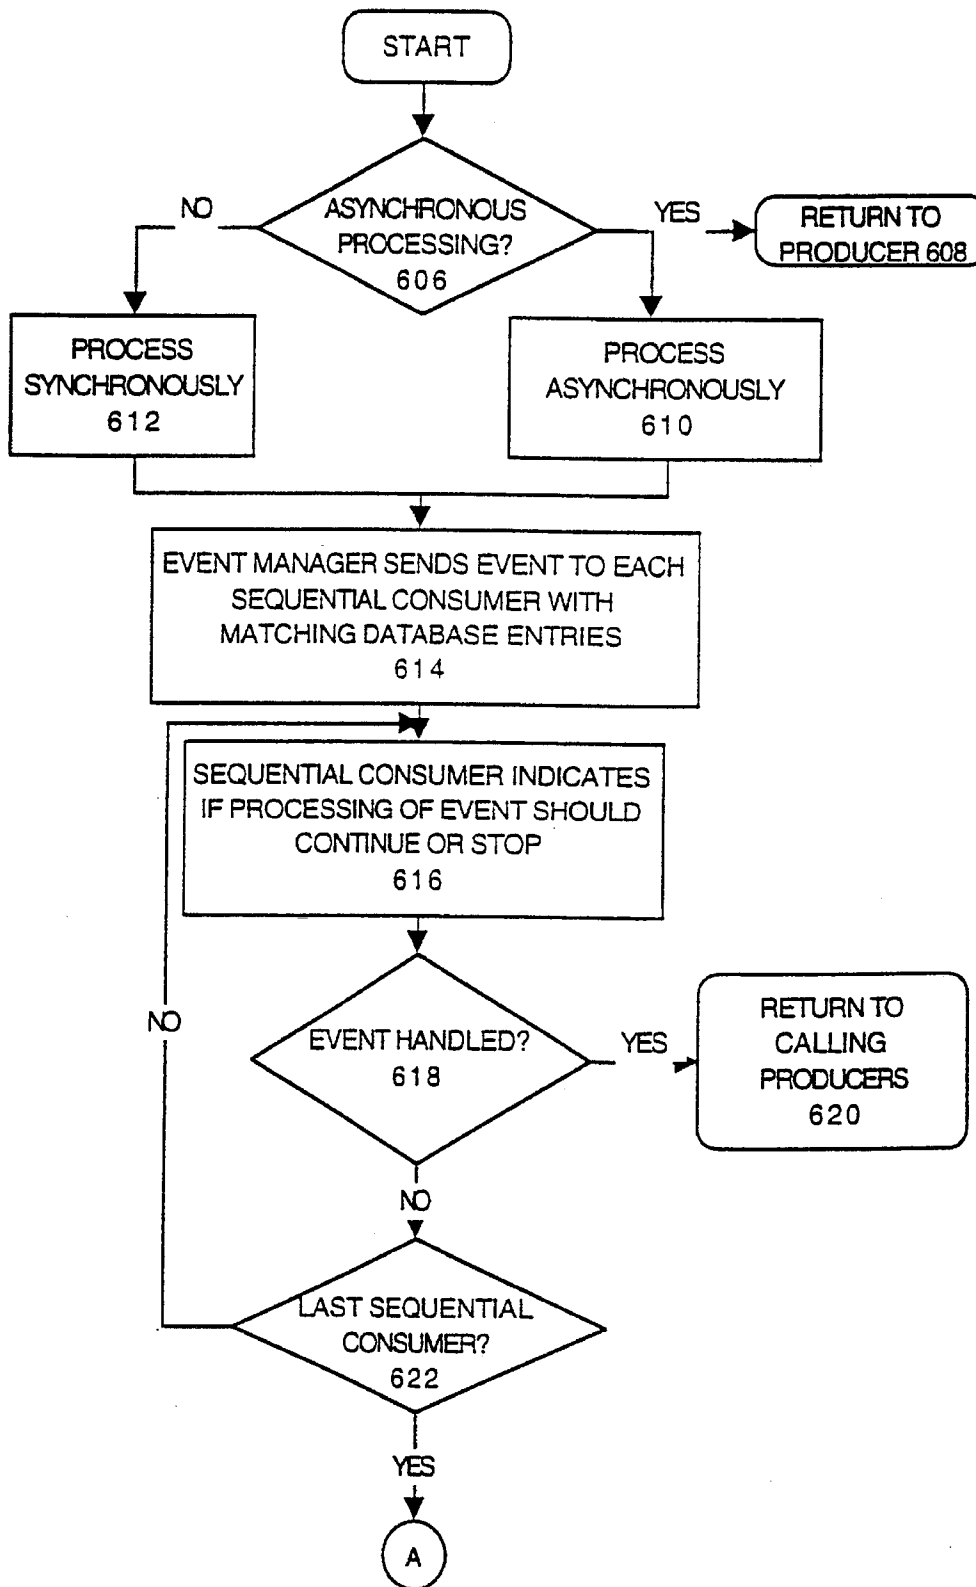 START
ASYNCHRONOUS
PROCESSING?
606
NO
YES
RETURN TO
PRODUCER 608
PROCESS
SYNCHRONOUSLY
612
PROCESS
ASYNCHRONOUSLY
610
EVENT MANAGER SENDS EVENT TO EACH
SEQUENTIAL CONSUMER WITH
MATCHING DATABASE ENTRIES
614
SEQUENTIAL CONSUMER INDICATES
IF PROCESSING OF EVENT SHOULD
CONTINUE OR STOP
616
EVENT HANDLED?
618
YES
RETURN TO
CALLING
PRODUCERS
620
NO
NO
LAST SEQUENTIAL
CONSUMER?
622
YES
A